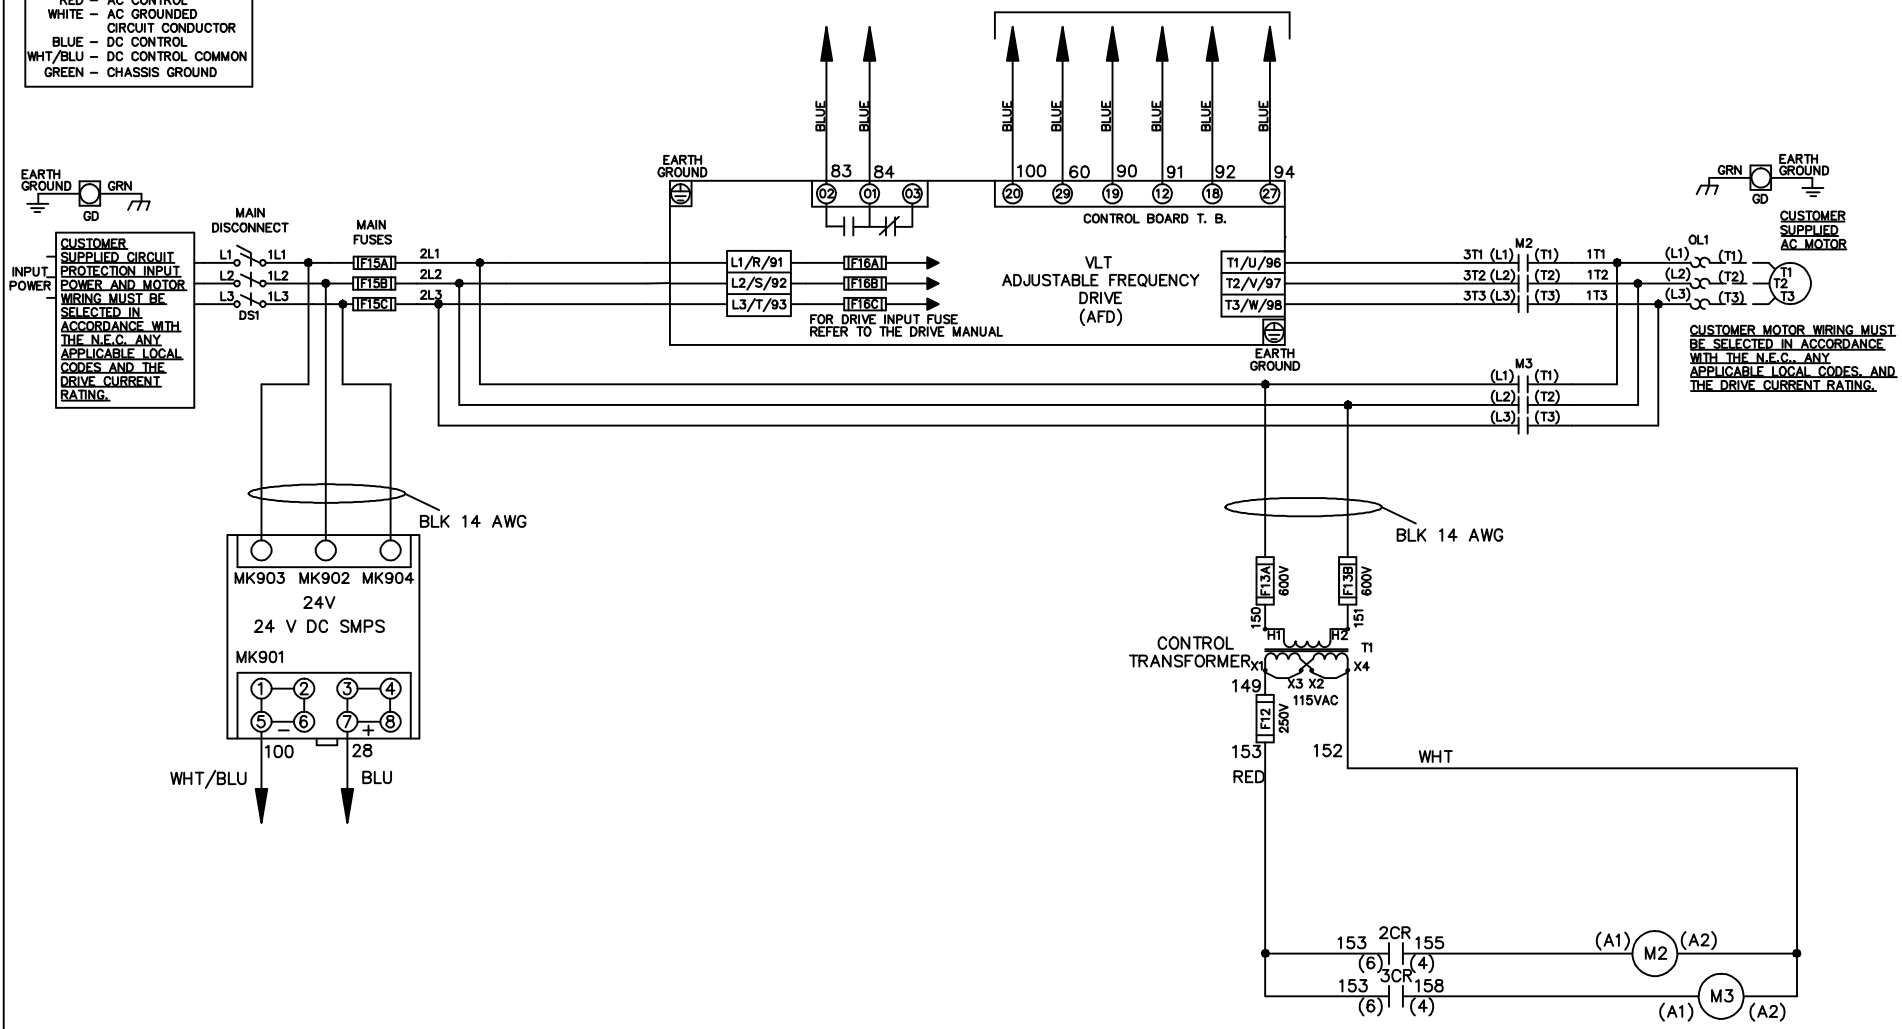 RED – AC CONTROL
WHITE – AC GROUNDED
CIRCUIT CONDUCTOR
BLUE – DC CONTROL
WHT/BLU – DC CONTROL COMMON
GREEN – CHASSIS GROUND
BLUE
BLUE
BLUE
BLUE
BLUE
BLUE
BLUE
BLUE
EARTH
GROUND
GRN
GD
EARTH
GROUND
83 84
02 01 03
100 60 90 91 92 94
20 29 19 12 18 27
CONTROL BOARD T. B.
GRN
EARTH
GROUND
GD
CUSTOMER
SUPPLIED
AC MOTOR
INPUT
POWER
CUSTOMER
SUPPLIED CIRCUIT
PROTECTION INPUT
POWER AND MOTOR
WIRING MUST BE
SELECTED IN
ACCORDANCE WITH
THE N.E.C. ANY
APPLICABLE LOCAL
CODES AND THE
DRIVE CURRENT
RATING.
MAIN
DISCONNECT
L1 1L1
L2 1L2
L3 1L3
DS1
MAIN
FUSES
F15A 2L1
F15B 2L2
F15C 2L3
L1/R/91 F16A
L2/S/92 F16B
L3/T/93 F16C
FOR DRIVE INPUT FUSE
REFER TO THE DRIVE MANUAL
VLT
ADJUSTABLE FREQUENCY
DRIVE
(AFD)
T1/U/96
T2/V/97
T3/W/98
EARTH
GROUND
M2
3T1 (L1) (T1) 1T1
3T2 (L2) (T2) 1T2
3T3 (L3) (T3) 1T3
OL1
(L1) (T1)
(L2) (T2)
(L3) (T3)
T1
T2
T3
CUSTOMER MOTOR WIRING MUST
BE SELECTED IN ACCORDANCE
WITH THE N.E.C., ANY
APPLICABLE LOCAL CODES, AND
THE DRIVE CURRENT RATING.
M3
(L1) (T1)
(L2) (T2)
(L3) (T3)
BLK 14 AWG
MK903 MK902 MK904
24V
24 V DC SMPS
MK901
1 2 3 4
5 – 6 7 + 8
100 28
WHT/BLU BLU
BLK 14 AWG
F13A 600V
F13B 600V
150 151
H1 H2
T1
CONTROL
TRANSFORMER
X1 X4
X3 X2
149
115VAC
F12 250V
153 152
RED
WHT
2CR
153 155
(6) (4)
(A1) M2 (A2)
3CR
153 158
(6) (4)
(A1) M3 (A2)